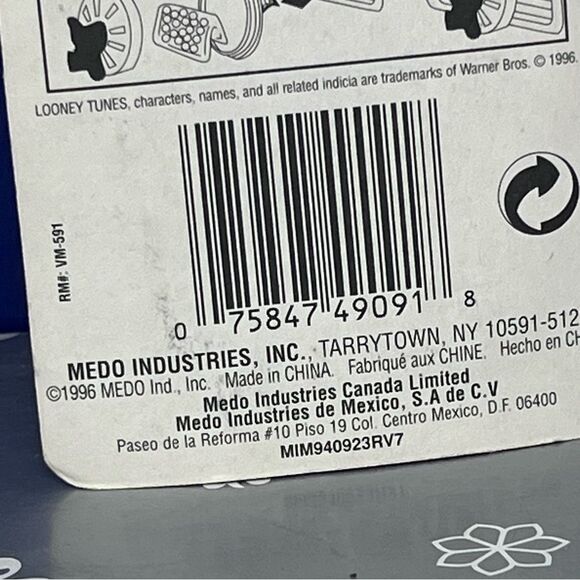 LOONEY TUNES, characters, names, and all related indicia are trademarks of Warner Bros. © 1996.
RM#: VM-591
0 75847 49091 8
MEDO INDUSTRIES, INC., TARRYTOWN, NY 10591-512
©1996 MEDO Ind., Inc. Made in CHINA. Fabriqué aux CHINE. Hecho en CH
Medo Industries Canada Limited
Medo Industries de Mexico, S.A de C.V
Paseo de la Reforma #10 Piso 19 Col. Centro Mexico, D.F. 06400
MIM940923RV7